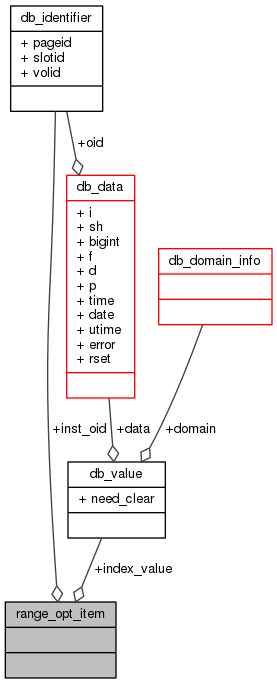 db_identifier
+ pageid
+ slotid
+ volid
+oid
db_data
+ i
+ sh
+ bigint
+ f
+ d
+ p
+ time
+ date
+ utime
+ error
+ rset
db_domain_info
+inst_oid
+data
+domain
db_value
+ need_clear
+index_value
range_opt_item